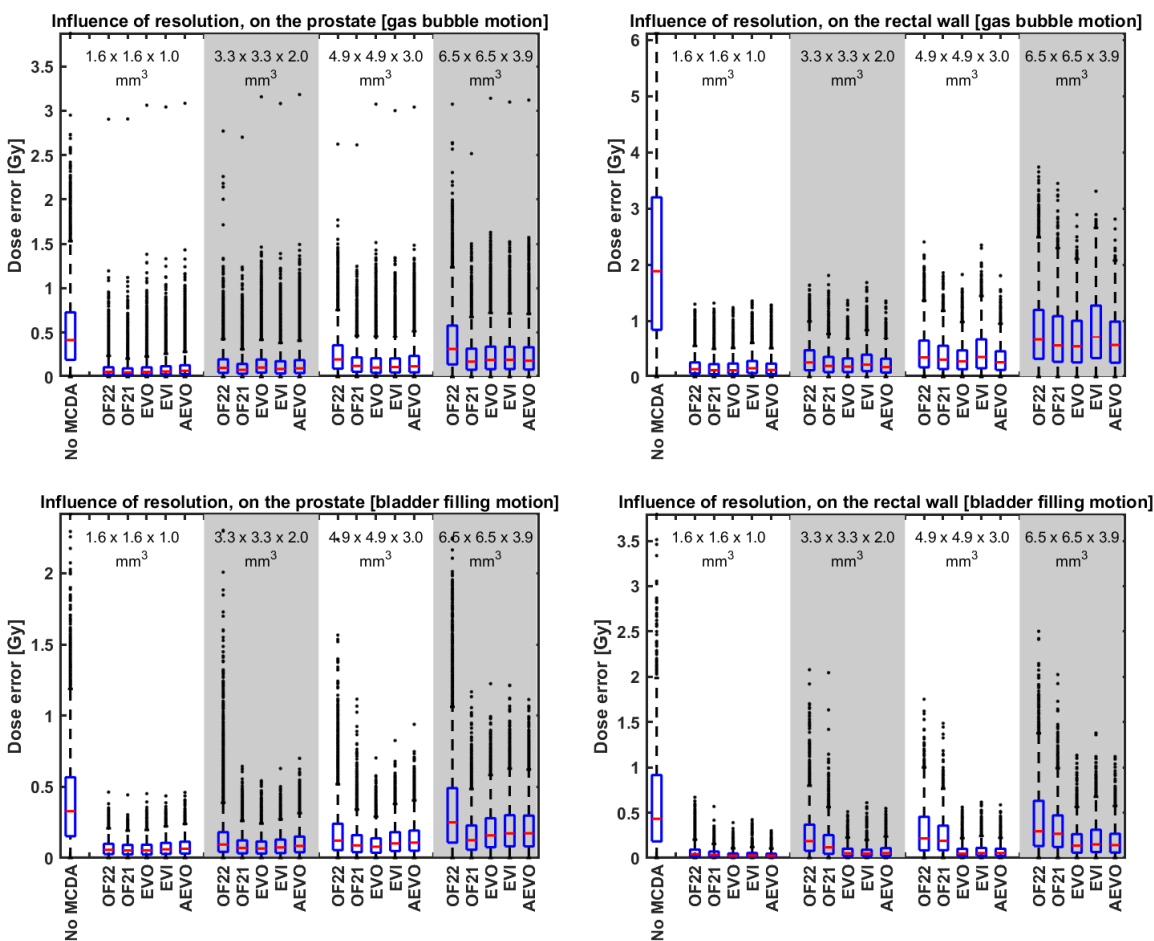 Influence of resolution, on the prostate [gas bubble motion]
Dose error [Gy]
3.5
3
2.5
2
1.5
1
0.5
0
1.6 x 1.6 x 1.0
mm3
3.3 x 3.3 x 2.0
mm3
4.9 x 4.9 x 3.0
mm3
6.5 x 6.5 x 3.9
mm3
No MCDA
OF22
OF21
EVO
EVI
AEVO
OF22
OF21
EVO
EVI
AEVO
OF22
OF21
EVO
EVI
AEVO
OF22
OF21
EVO
EVI
AEVO
Influence of resolution, on the rectal wall [gas bubble motion]
Dose error [Gy]
6
5
4
3
2
1
0
1.6 x 1.6 x 1.0
mm3
3.3 x 3.3 x 2.0
mm3
4.9 x 4.9 x 3.0
mm3
6.5 x 6.5 x 3.9
mm3
No MCDA
OF22
OF21
EVO
EVI
AEVO
OF22
OF21
EVO
EVI
AEVO
OF22
OF21
EVO
EVI
AEVO
OF22
OF21
EVO
EVI
AEVO
Influence of resolution, on the prostate [bladder filling motion]
Dose error [Gy]
2
1.5
1
0.5
0
1.6 x 1.6 x 1.0
mm3
3.3 x 3.3 x 2.0
mm3
4.9 x 4.9 x 3.0
mm3
6.5 x 6.5 x 3.9
mm3
No MCDA
OF22
OF21
EVO
EVI
AEVO
OF22
OF21
EVO
EVI
AEVO
OF22
OF21
EVO
EVI
AEVO
OF22
OF21
EVO
EVI
AEVO
Influence of resolution, on the rectal wall [bladder filling motion]
Dose error [Gy]
3.5
3
2.5
2
1.5
1
0.5
0
1.6 x 1.6 x 1.0
mm3
3.3 x 3.3 x 2.0
mm3
4.9 x 4.9 x 3.0
mm3
6.5 x 6.5 x 3.9
mm3
No MCDA
OF22
OF21
EVO
EVI
AEVO
OF22
OF21
EVO
EVI
AEVO
OF22
OF21
EVO
EVI
AEVO
OF22
OF21
EVO
EVI
AEVO